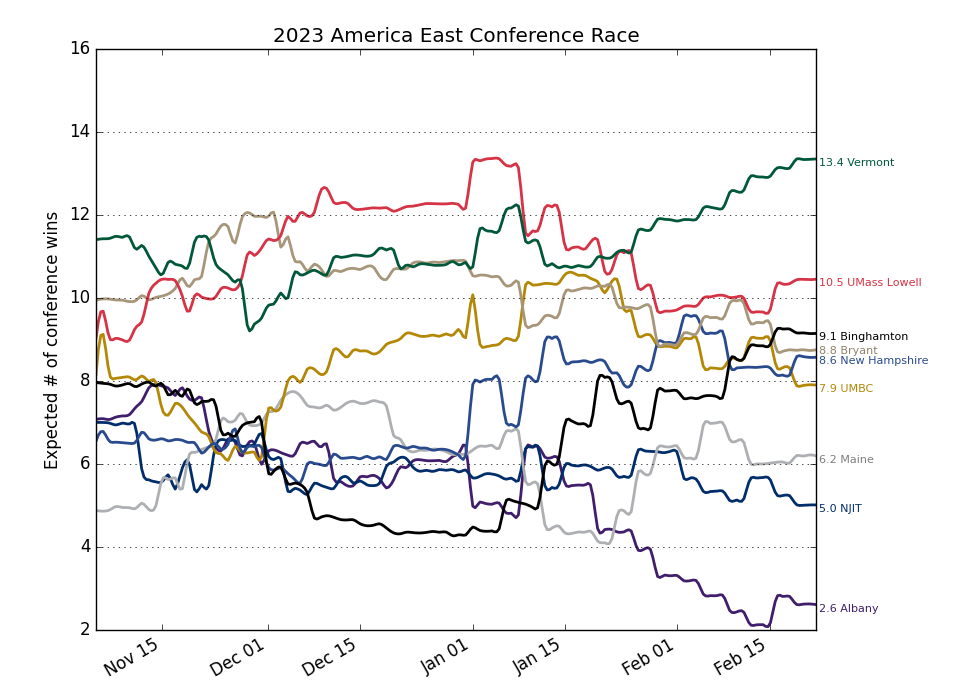 2023 America East Conference Race
Expected # of conference wins
16
14
12
10
8
6
4
2
13.4 Vermont
10.5 UMass Lowell
9.1 Binghamton
8.8 Bryant
8.6 New Hampshire
7.9 UMBC
6.2 Maine
5.0 NJIT
2.6 Albany
Nov 15
Dec 01
Dec 15
Jan 01
Jan 15
Feb 01
Feb 15